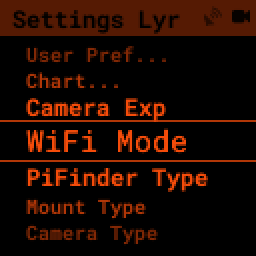 Settings Lyr
User Pref...
Chart...
Camera Exp
WiFi Mode
PiFinder Type
Mount Type
Camera Type